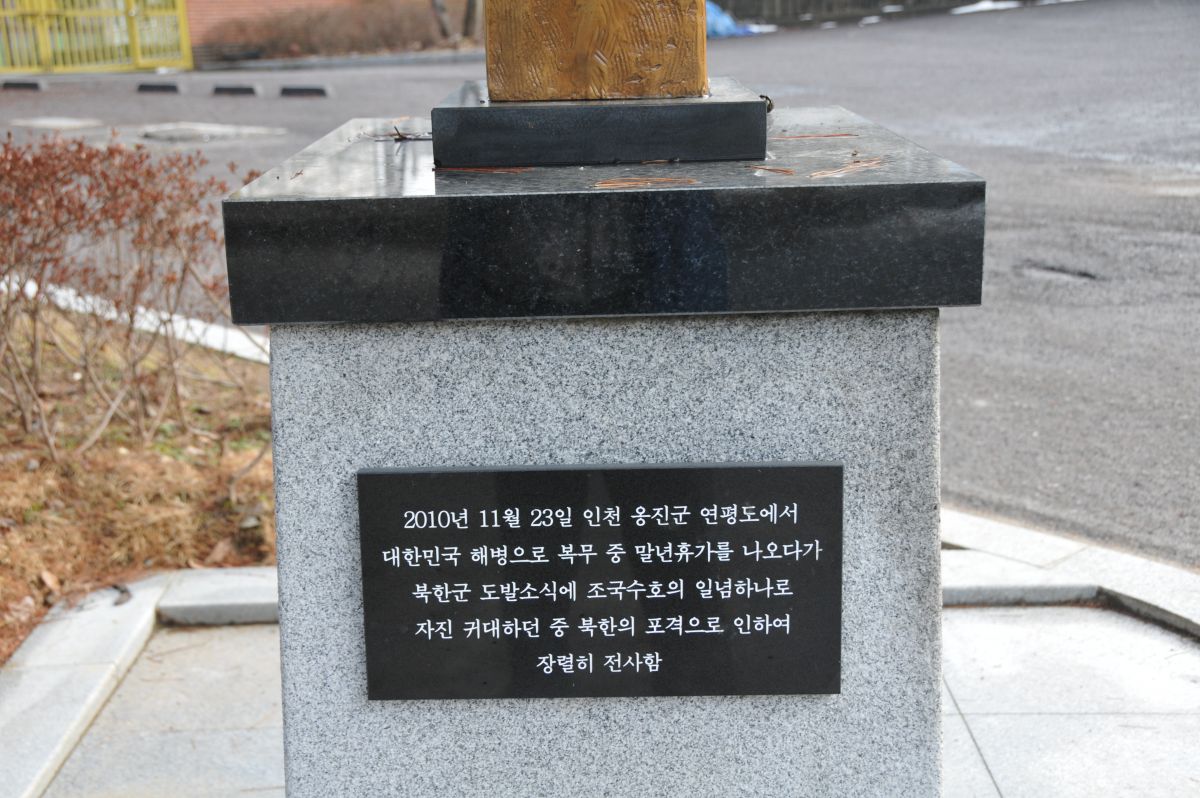 2010년 11월 23일 인천 옹진군 연평도에서
대한민국 해병으로 복무 중 말년휴가를 나오다가
북한군 도발소식에 조국수호의 일념하나로
자진 귀대하던 중 북한의 포격으로 인하여
장렬히 전사함